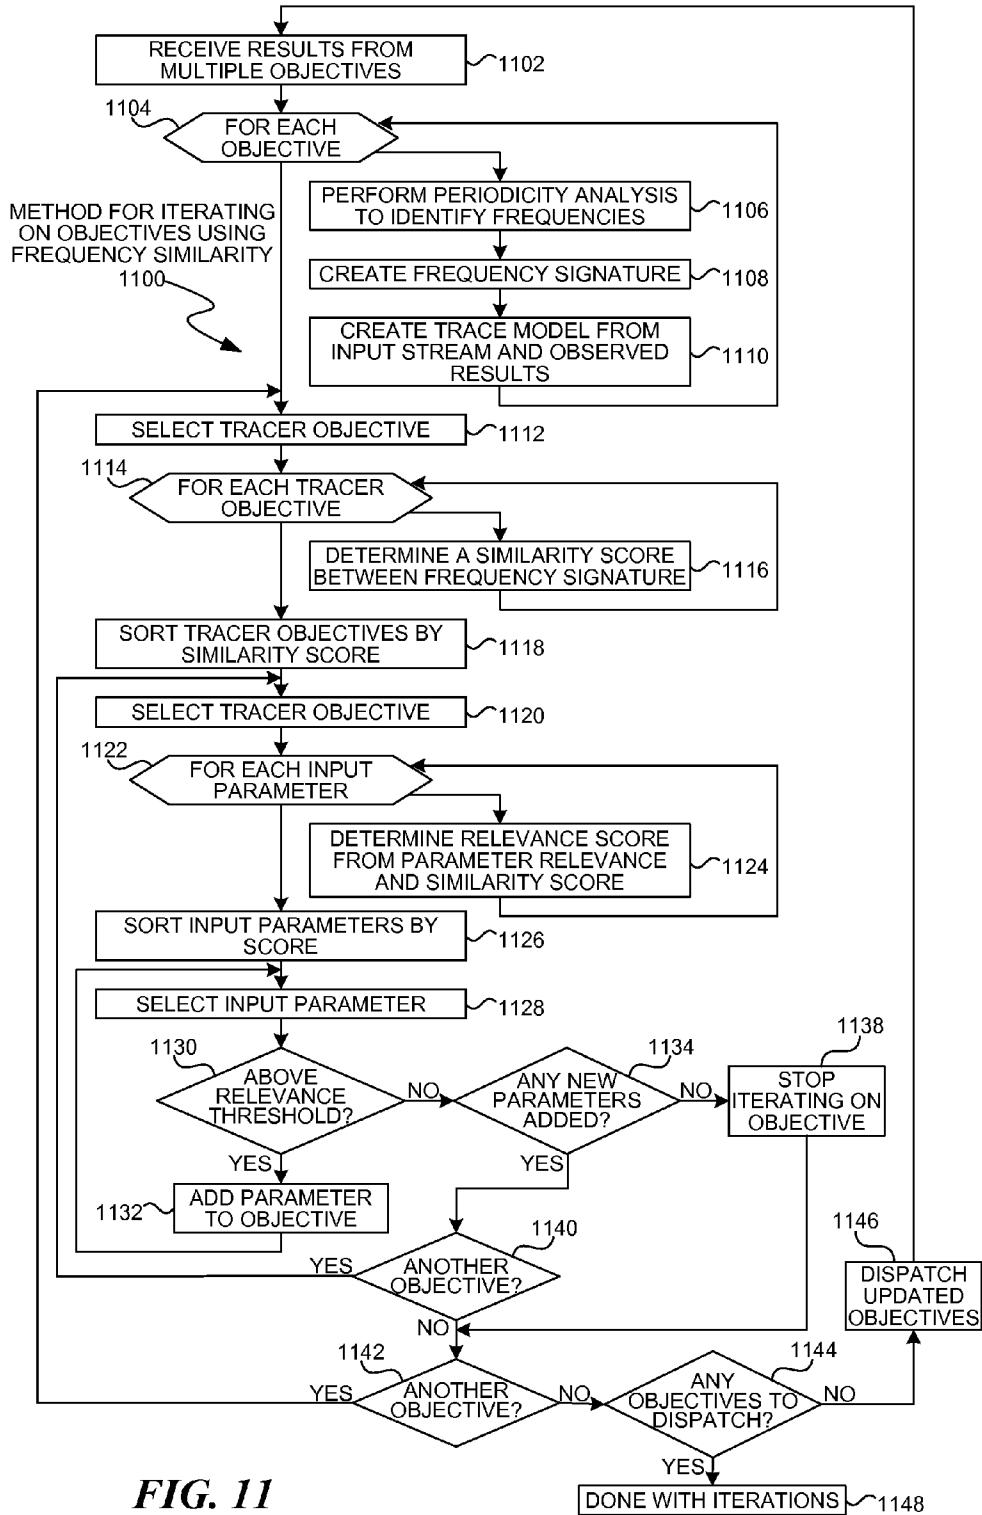 RECEIVE RESULTS FROM
MULTIPLE OBJECTIVES
1102
1104
FOR EACH
OBJECTIVE
METHOD FOR ITERATING
ON OBJECTIVES USING
FREQUENCY SIMILARITY
1100
PERFORM PERIODICITY ANALYSIS
TO IDENTIFY FREQUENCIES
1106
CREATE FREQUENCY SIGNATURE
1108
CREATE TRACE MODEL FROM
INPUT STREAM AND OBSERVED
RESULTS
1110
SELECT TRACER OBJECTIVE
1112
1114
FOR EACH TRACER
OBJECTIVE
DETERMINE A SIMILARITY SCORE
BETWEEN FREQUENCY SIGNATURE
1116
SORT TRACER OBJECTIVES BY
SIMILARITY SCORE
1118
SELECT TRACER OBJECTIVE
1120
1122
FOR EACH INPUT
PARAMETER
DETERMINE RELEVANCE SCORE
FROM PARAMETER RELEVANCE
AND SIMILARITY SCORE
1124
SORT INPUT PARAMETERS BY
SCORE
1126
SELECT INPUT PARAMETER
1128
1130
ABOVE
RELEVANCE
THRESHOLD?
NO
YES
1134
ANY NEW
PARAMETERS
ADDED?
NO
YES
1138
STOP
ITERATING ON
OBJECTIVE
1132
ADD PARAMETER
TO OBJECTIVE
1140
ANOTHER
OBJECTIVE?
YES
NO
1146
DISPATCH
UPDATED
OBJECTIVES
1142
ANOTHER
OBJECTIVE?
YES
NO
1144
ANY
OBJECTIVES TO
DISPATCH?
NO
YES
DONE WITH ITERATIONS
1148
FIG. 11